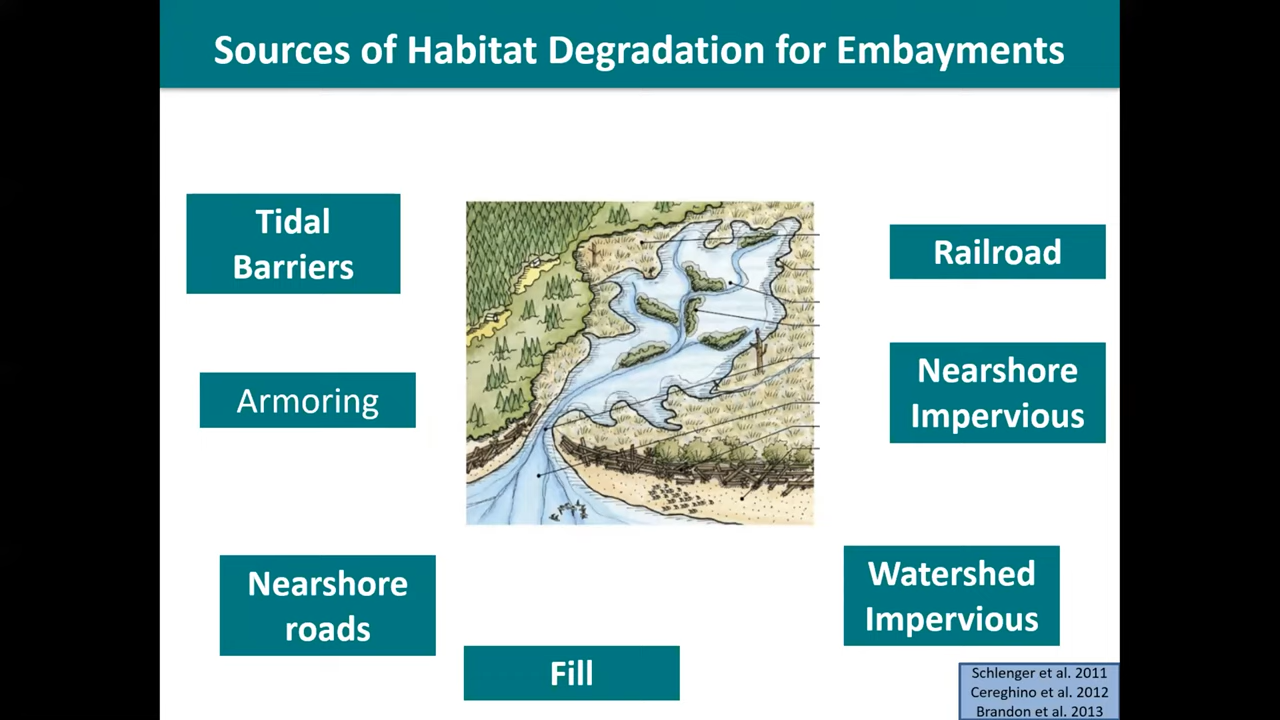 Sources of Habitat Degradation for Embayments
Tidal
Barriers
Railroad
Armoring
Nearshore
Impervious
Nearshore
roads
Watershed
Impervious
Fill
Schlenger et al. 2011
Cereghino et al. 2012
Brandon et al. 2013